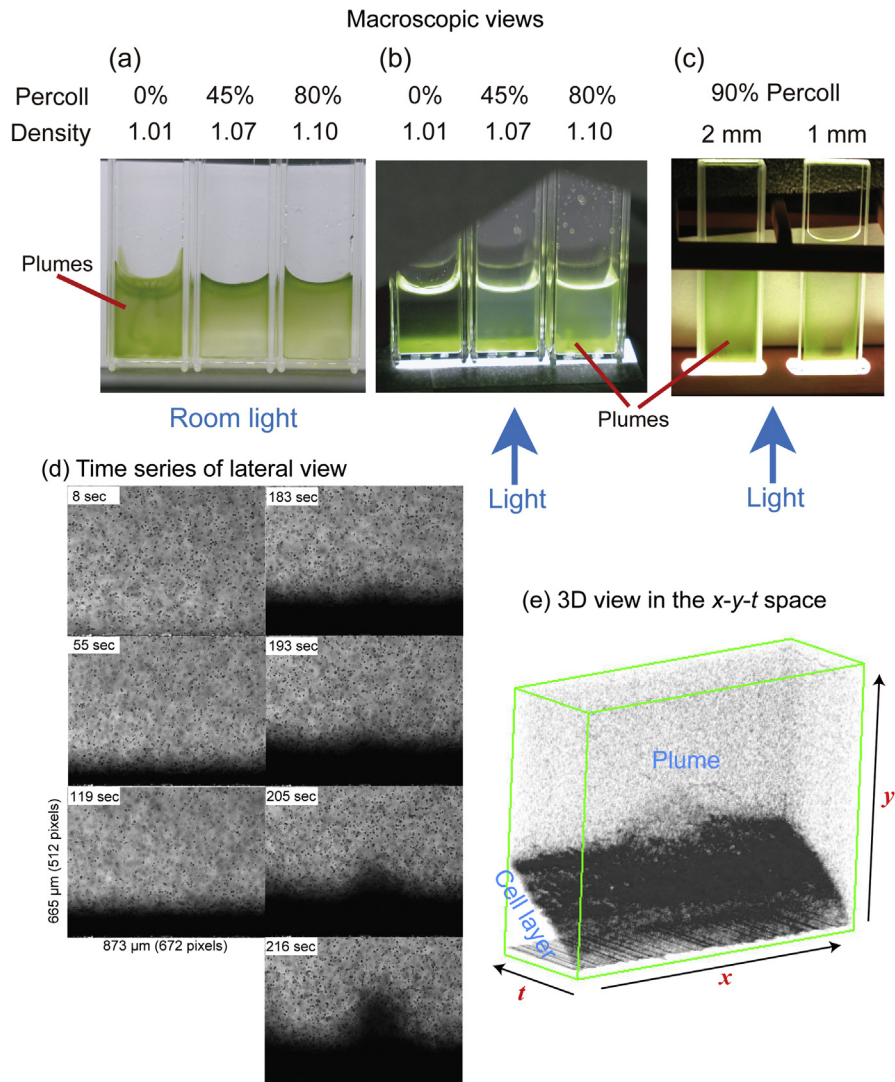 Macroscopic views
(a)
Percoll 0% 45% 80%
Density 1.01 1.07 1.10
Plumes
Room light
(b)
0% 45% 80%
1.01 1.07 1.10
Plumes
Light
(c)
90% Percoll
2 mm 1 mm
Light
(d) Time series of lateral view
8 sec
55 sec
119 sec
183 sec
193 sec
205 sec
216 sec
665 µm (512 pixels)
873 µm (672 pixels)
(e) 3D view in the x-y-t space
Plume
Cell layer
y
x
t